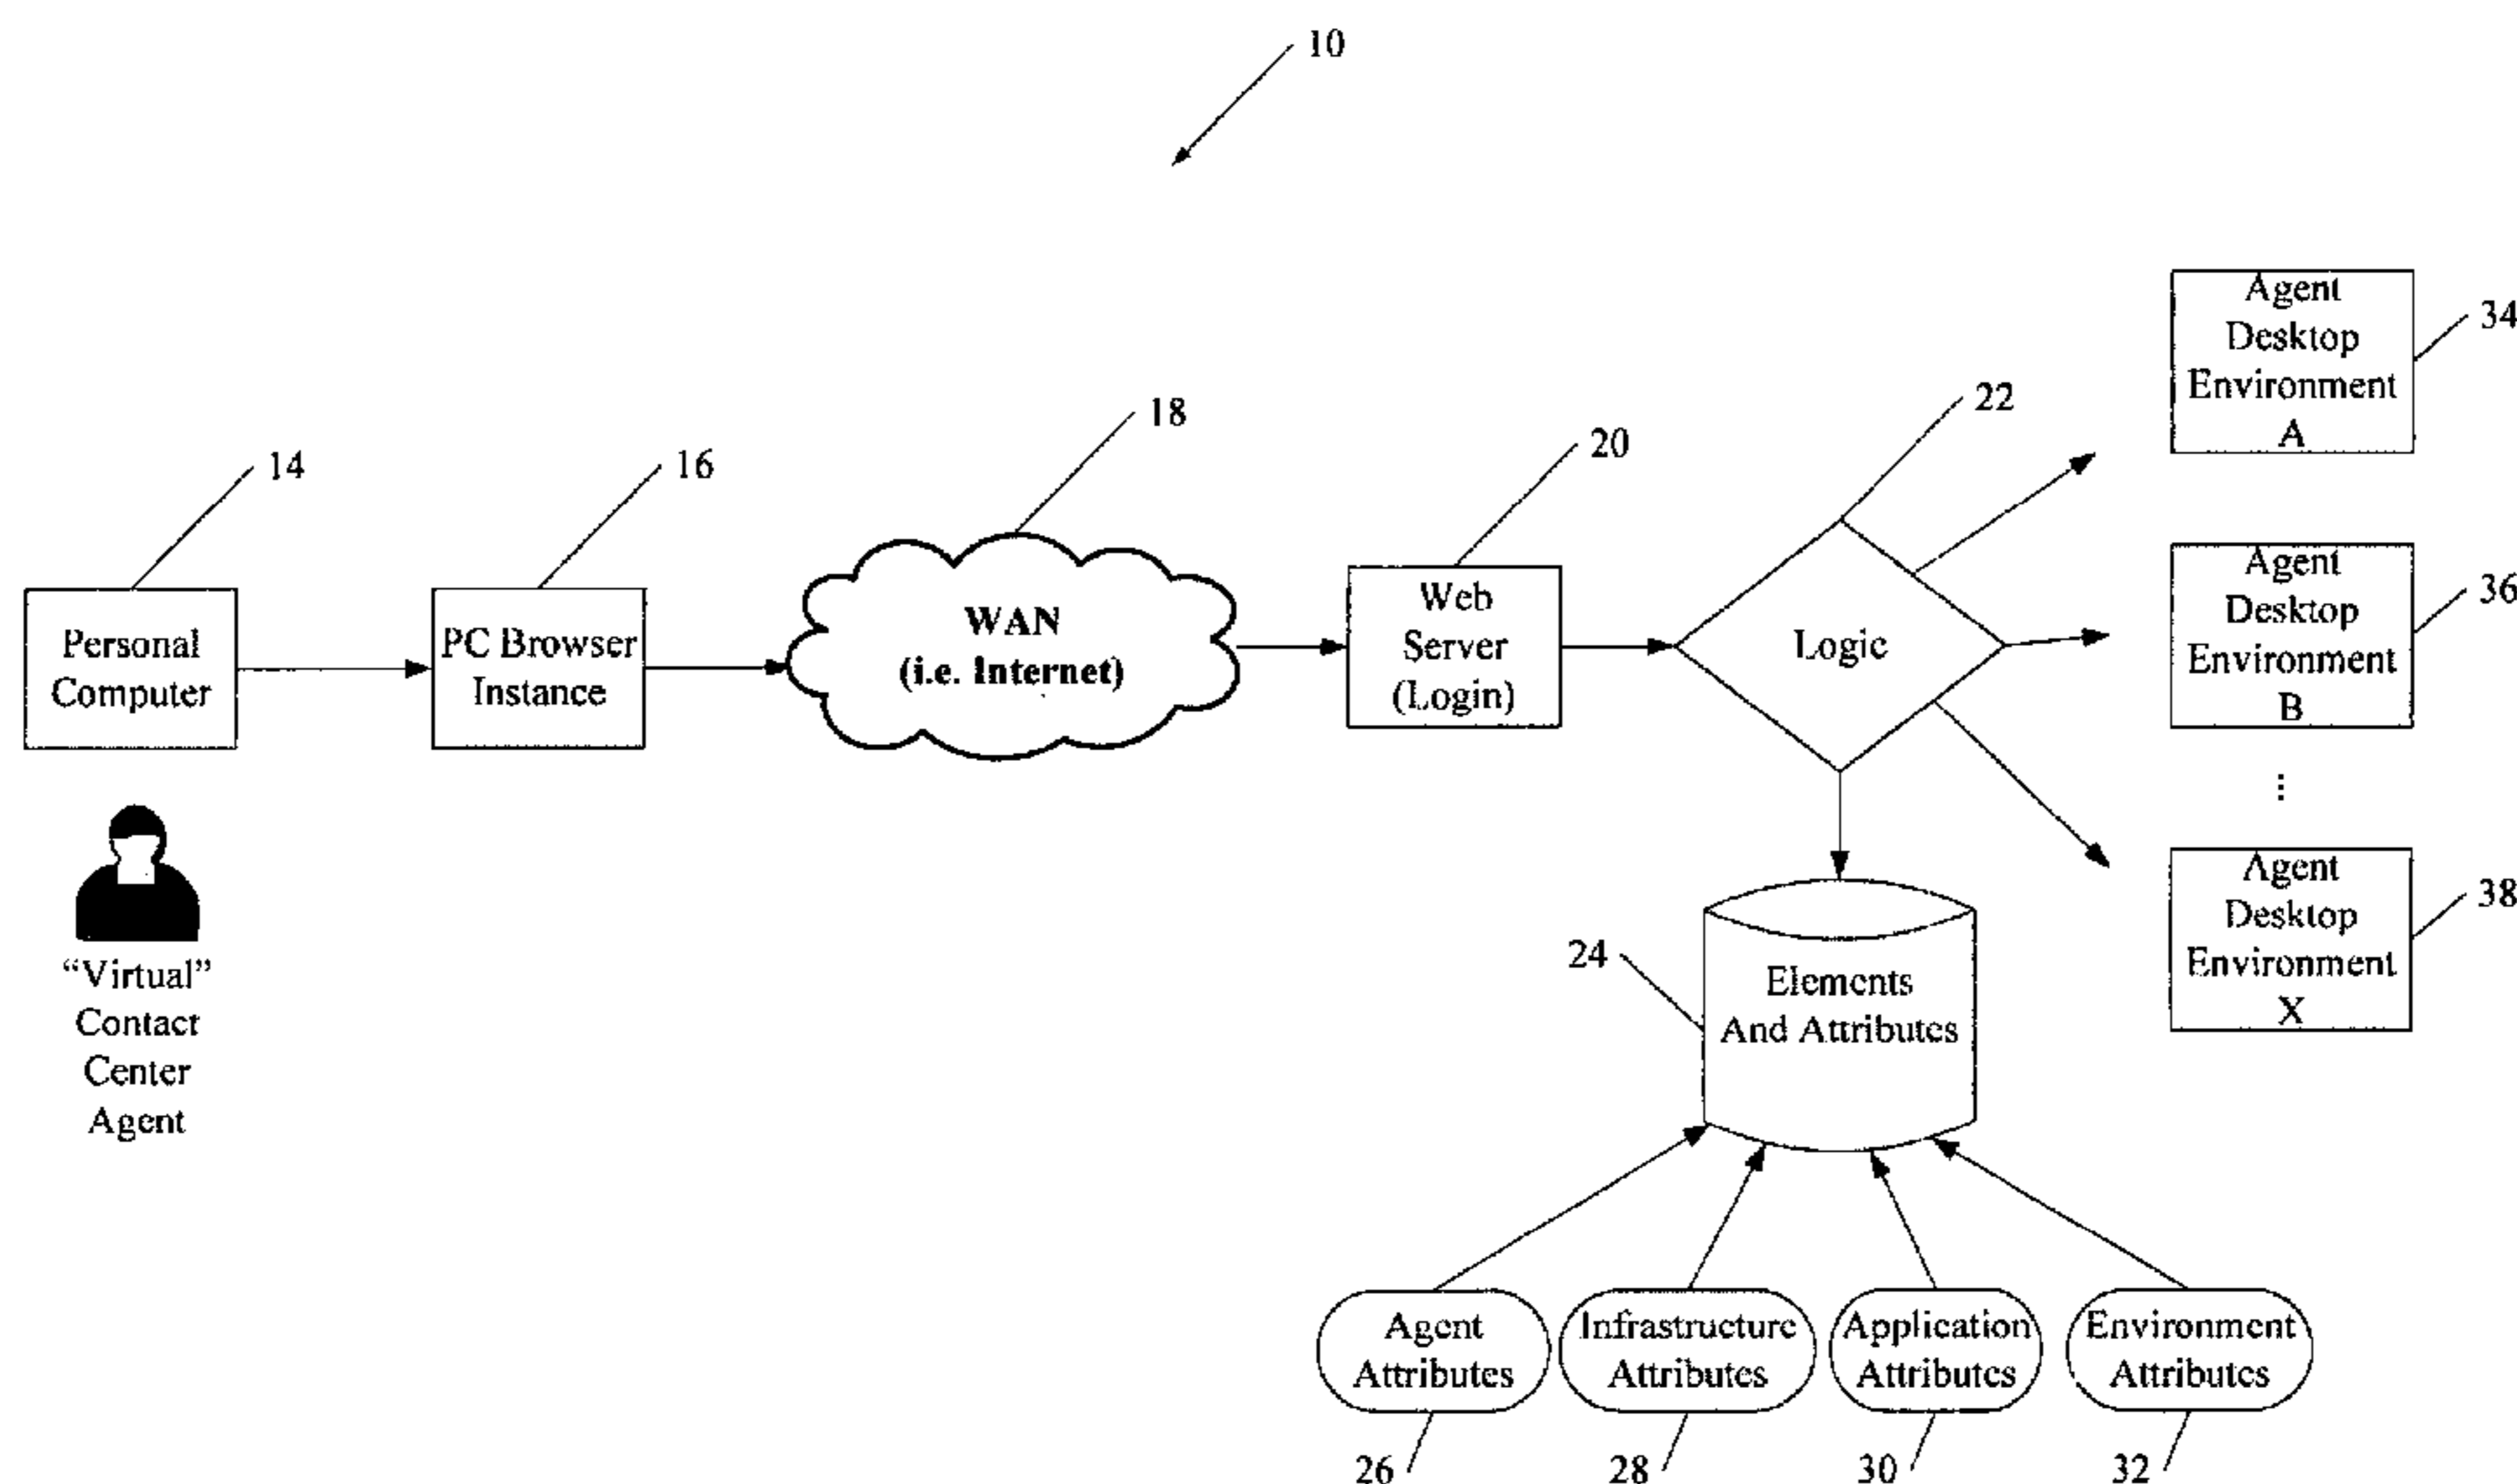 10
Agent
Desktop
Environment
A
34
22
18
20
14
16
Agent
Desktop
Environment
B
36
Web
Server
(Login)
WAN
(i.e. Internet)
Logic
Personal
Computer
PC Browser
Instance
Agent
Desktop
Environment
X
38
24
Elements
And Attributes
“Virtual”
Contact
Center
Agent
Agent
Attributes
Infrastructure
Attributes
Application
Attributes
Environment
Attributes
26
28
30
32